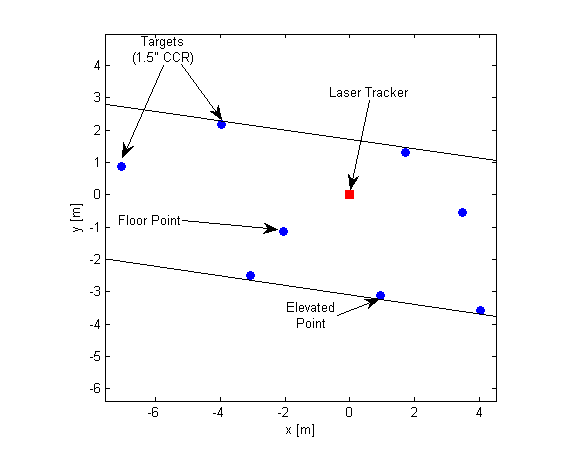 Targets
(1.5" CCR)
Laser Tracker
Floor Point
Elevated
Point
4
3
2
1
0
-1
-2
-3
-4
-5
-6
y [m]
-6
-4
-2
0
2
4
x [m]